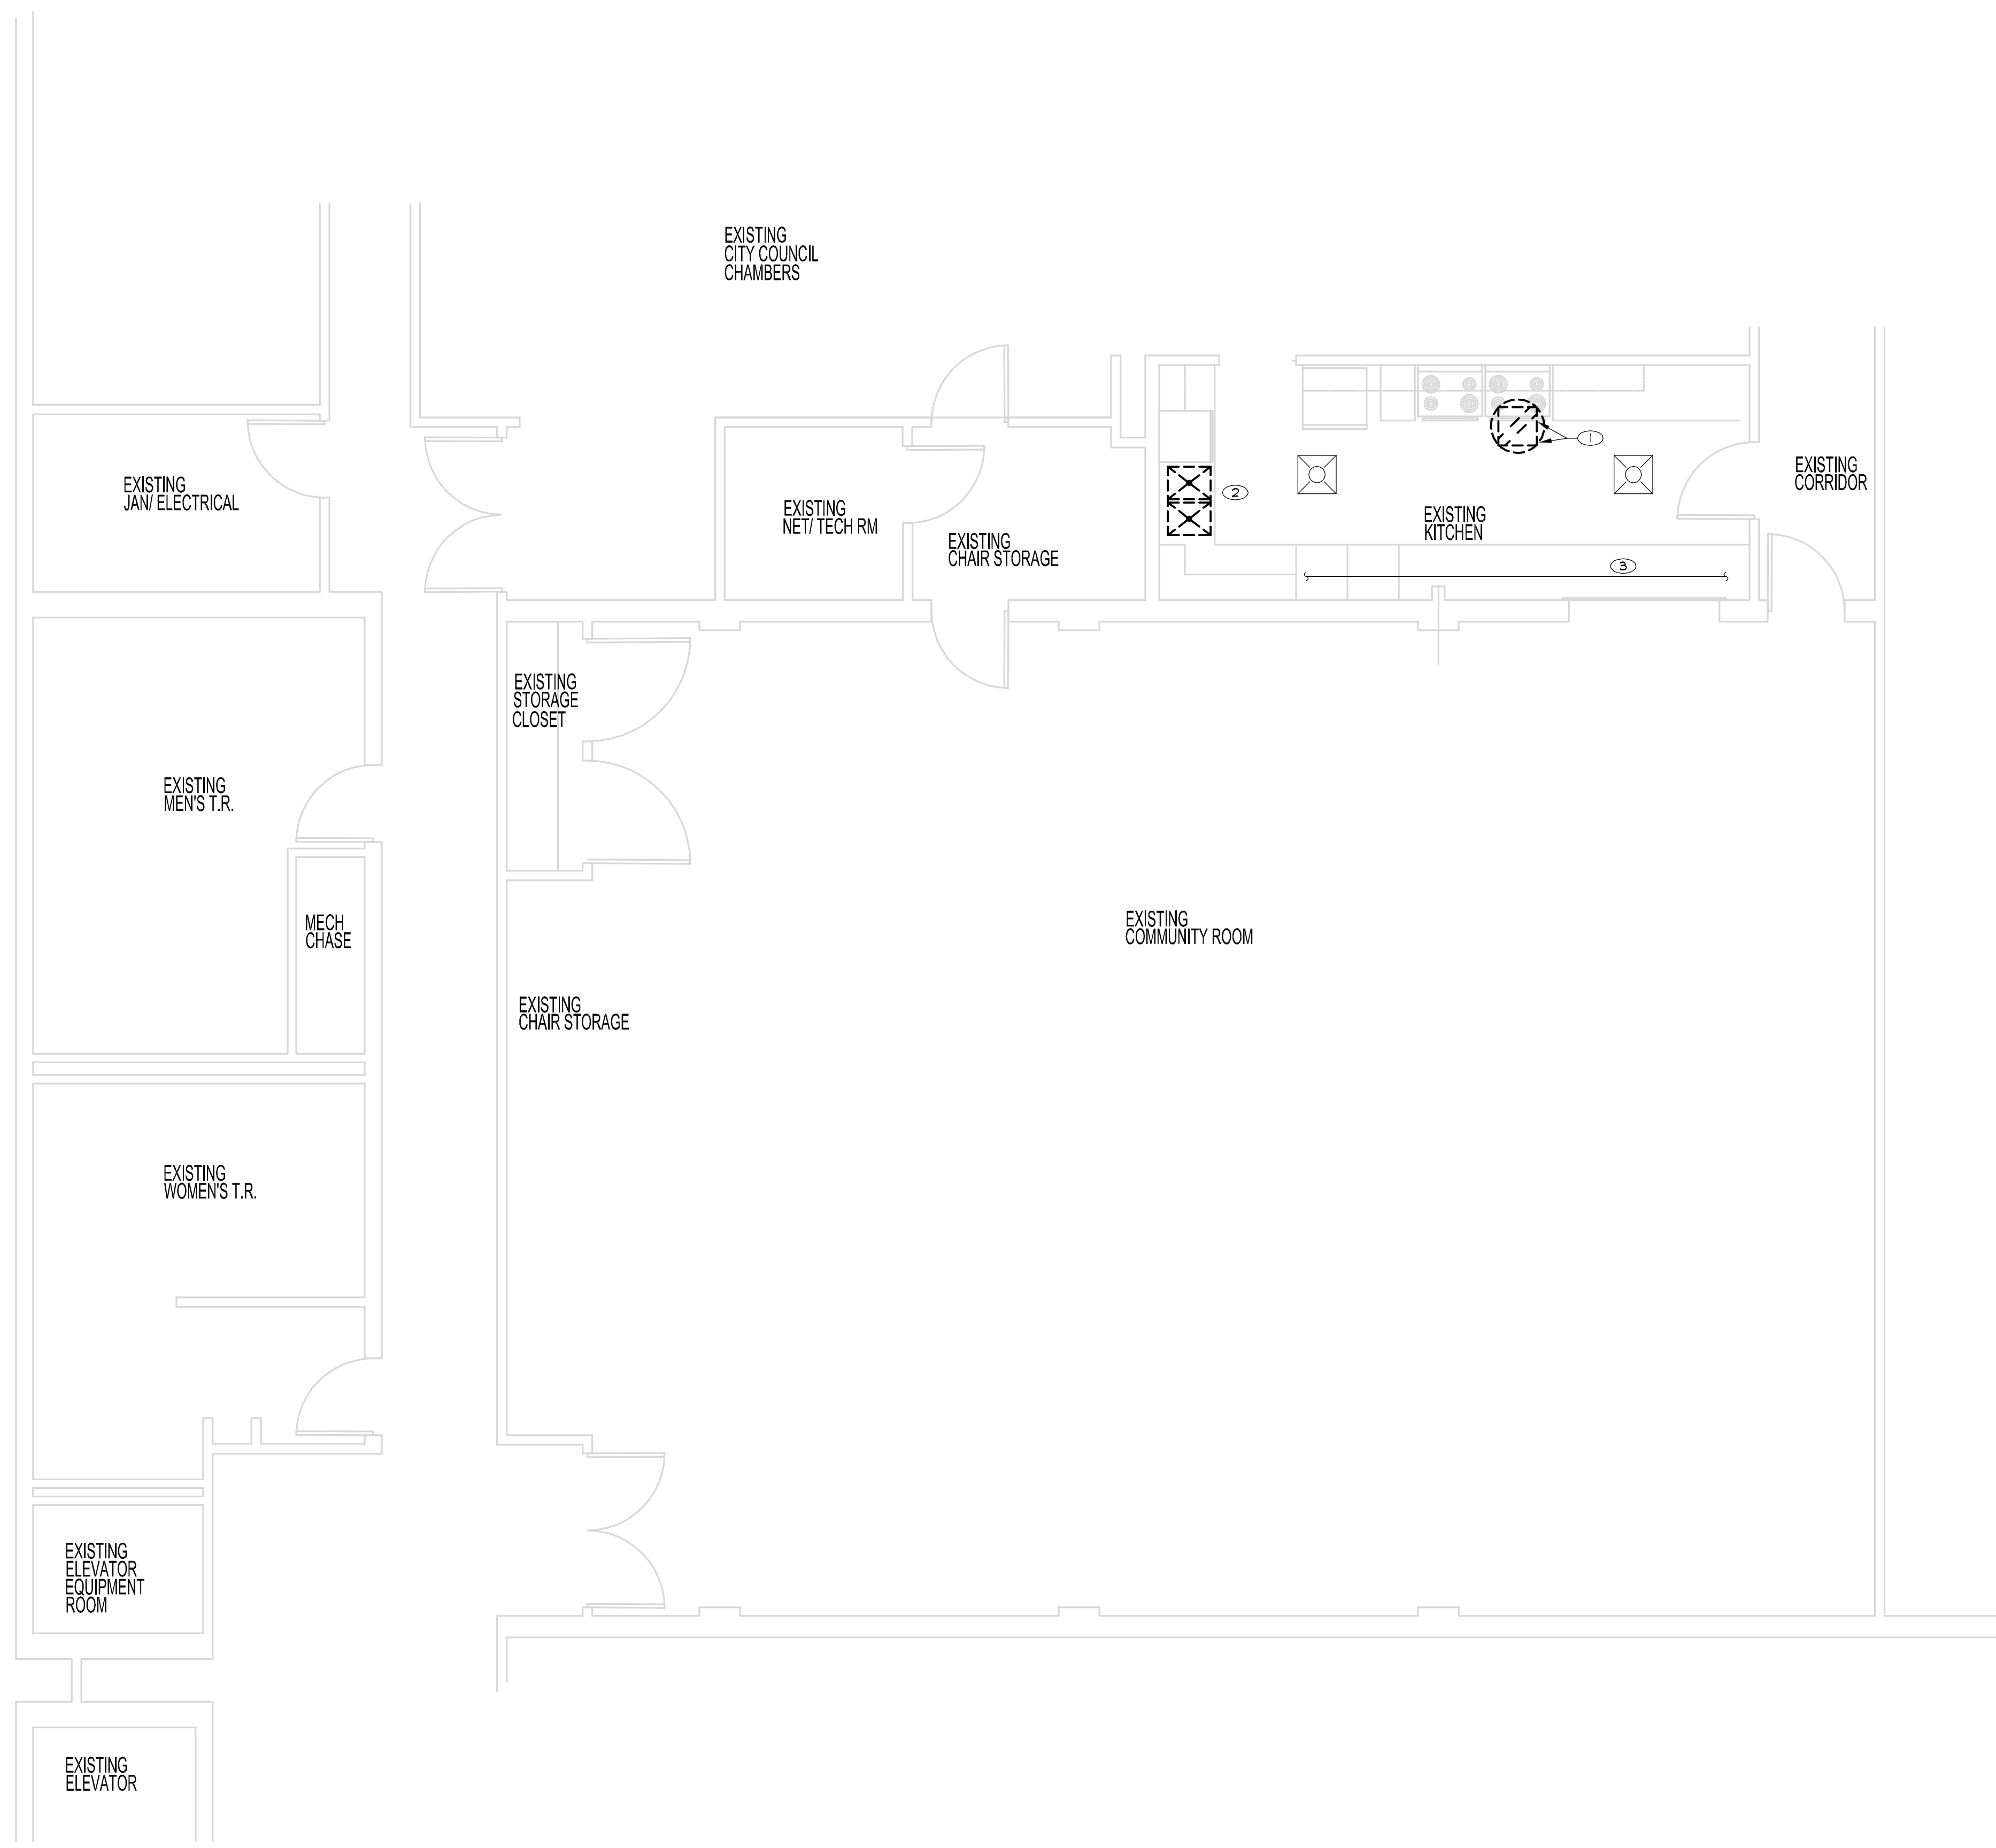 EXISTING
CITY COUNCIL
CHAMBERS
1
EXISTING
CORRIDOR
EXISTING
JAN/ ELECTRICAL
2
EXISTING
NET/ TECH RM
EXISTING
KITCHEN
EXISTING
CHAIR STORAGE
3
EXISTING
STORAGE
CLOSET
EXISTING
MEN'S T.R.
MECH
CHASE
EXISTING
COMMUNITY ROOM
EXISTING
CHAIR STORAGE
EXISTING
WOMEN'S T.R.
EXISTING
ELEVATOR
EQUIPMENT
ROOM
EXISTING
ELEVATOR